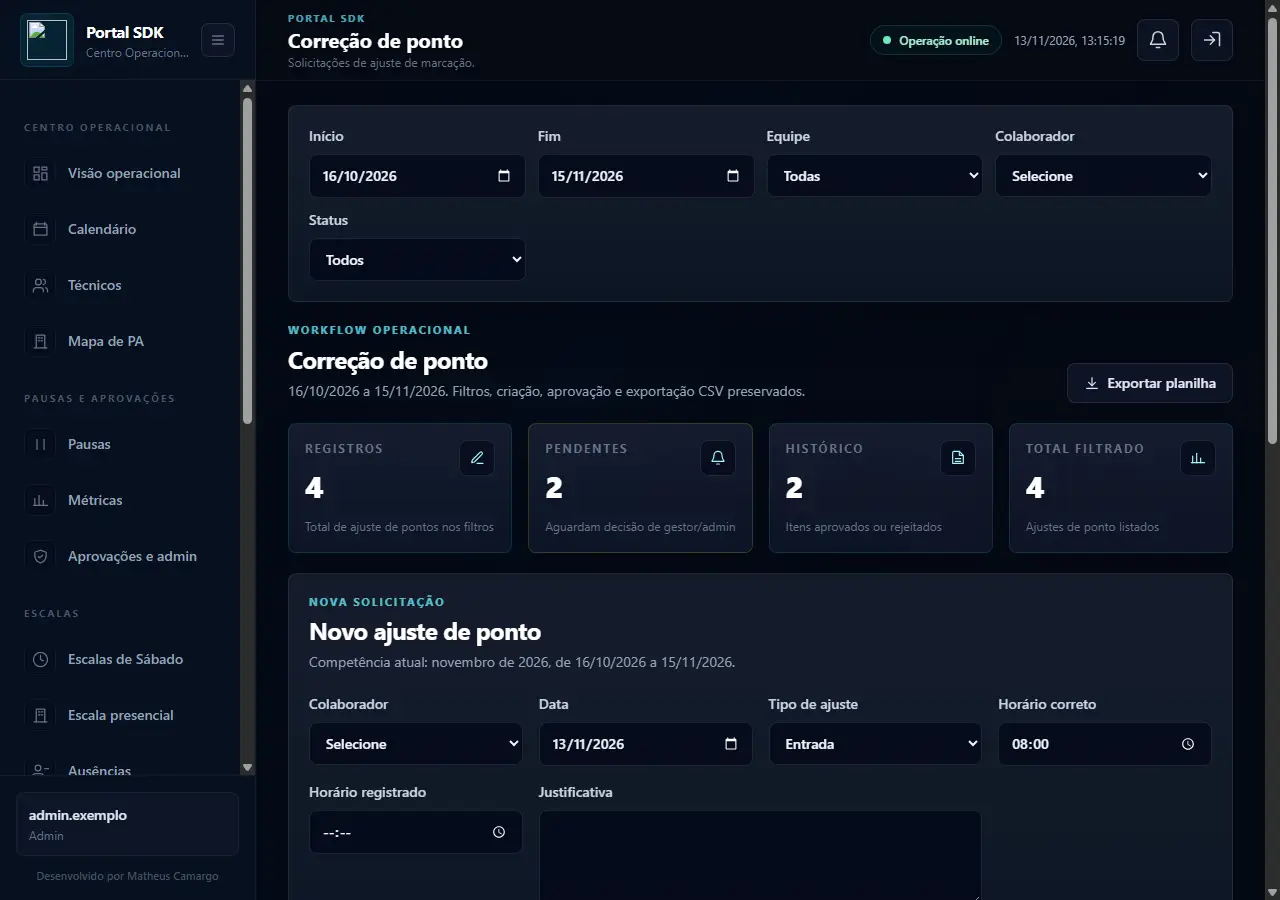 Portal SDK
Centro Operacion...
CENTRO OPERACIONAL
Visão operacional
Calendário
Técnicos
Mapa de PA
PAUSAS E APROVAÇÕES
Pausas
Métricas
Aprovações e admin
ESCALAS
Escalas de Sábado
Escala presencial
Ausências
admin.exemplo
Admin
Desenvolvido por Matheus Camargo
PORTAL SDK
Correção de ponto
Solicitações de ajuste de marcação.
Operação online
13/11/2026, 13:15:19
Início
Fim
Equipe
Colaborador
16/10/2026
15/11/2026
Todas
Selecione
Status
Todos
WORKFLOW OPERACIONAL
Correção de ponto
16/10/2026 a 15/11/2026. Filtros, criação, aprovação e exportação CSV preservados.
Exportar planilha
REGISTROS
4
Total de ajuste de pontos nos filtros
PENDENTES
2
Aguardam decisão de gestor/admin
HISTÓRICO
2
Itens aprovados ou rejeitados
TOTAL FILTRADO
4
Ajustes de ponto listados
NOVA SOLICITAÇÃO
Novo ajuste de ponto
Competência atual: novembro de 2026, de 16/10/2026 a 15/11/2026.
Colaborador
Data
Tipo de ajuste
Horário correto
Selecione
13/11/2026
Entrada
08:00
Horário registrado
Justificativa
--:--